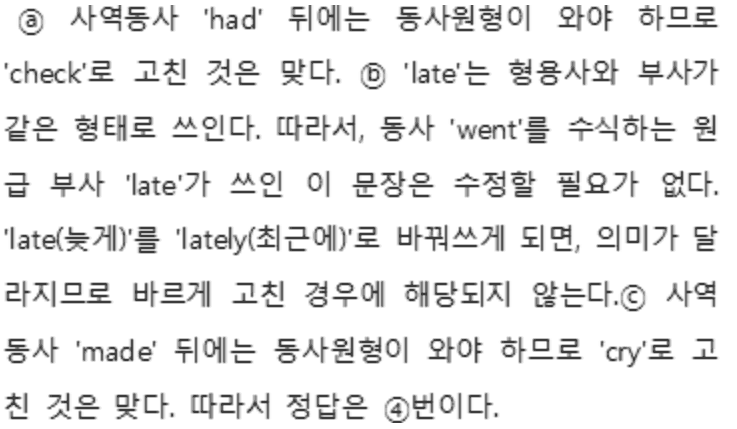 ⓐ 사역동사 'had' 뒤에는 동사원형이 와야 하므로
'check'로 고친 것은 맞다. ⓑ 'late'는 형용사와 부사가
같은 형태로 쓰인다. 따라서, 동사 'went'를 수식하는 원
급 부사 'late'가 쓰인 이 문장은 수정할 필요가 없다.
'late(늦게)'를 'lately(최근에)'로 바꿔쓰게 되면, 의미가 달
라지므로 바르게 고친 경우에 해당되지 않는다.ⓒ 사역
동사 'made' 뒤에는 동사원형이 와야 하므로 'cry'로 고
친 것은 맞다. 따라서 정답은 ④번이다.